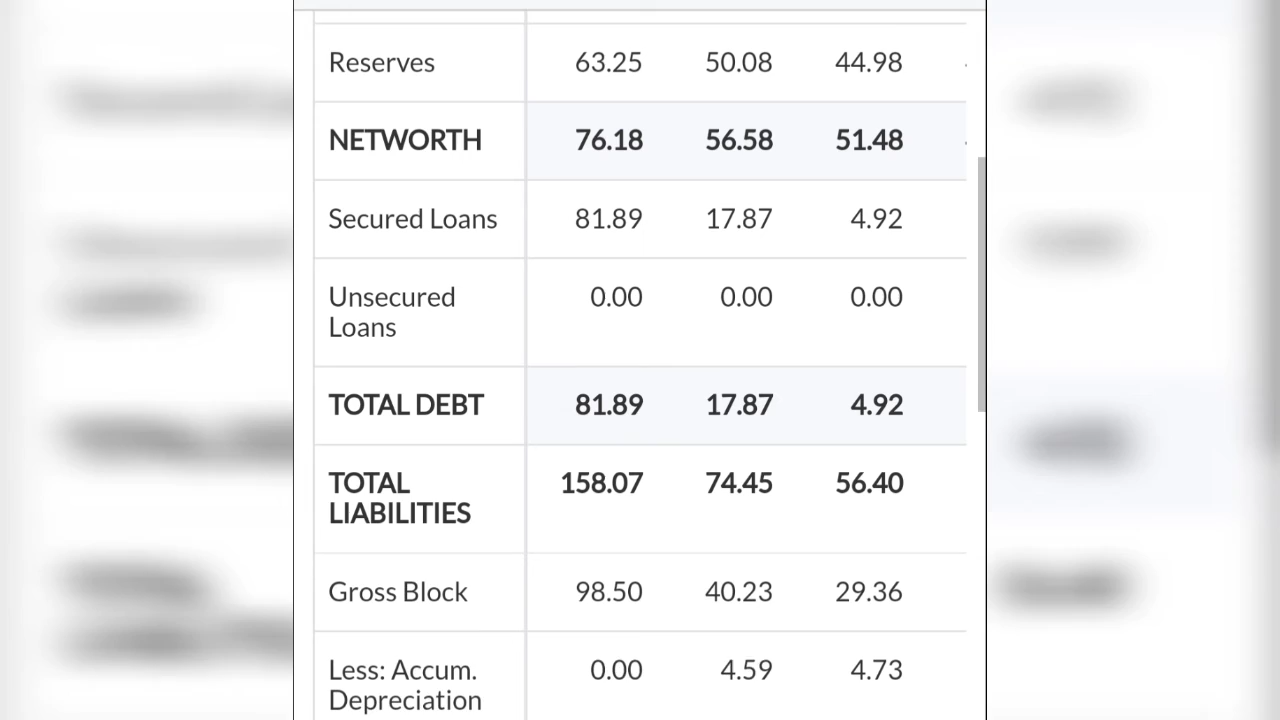 Reserves 63.25 50.08 44.98
NETWORTH 76.18 56.58 51.48
Secured Loans 81.89 17.87 4.92
Unsecured 0.00 0.00 0.00
Loans
TOTAL DEBT 81.89 17.87 4.92
TOTAL 158.07 74.45 56.40
LIABILITIES
Gross Block 98.50 40.23 29.36
Less: Accum. 0.00 4.59 4.73
Depreciation